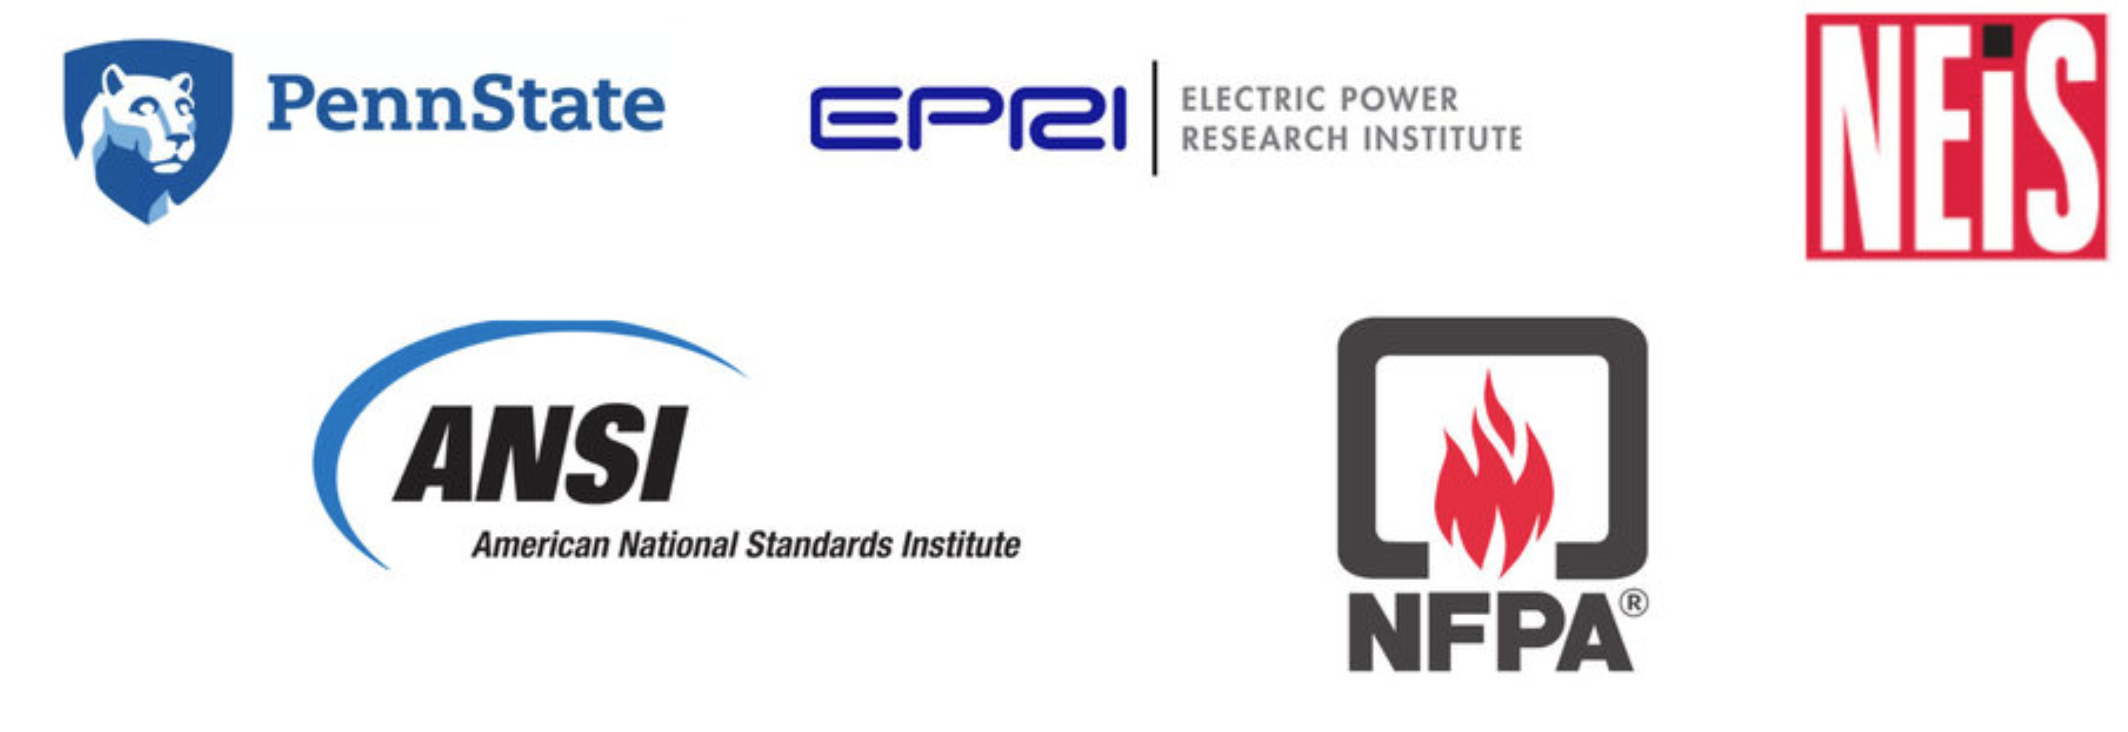 PennState
EPRI
ELECTRIC POWER
RESEARCH INSTITUTE
NEiS
ANSI
American National Standards Institute
NFPA®